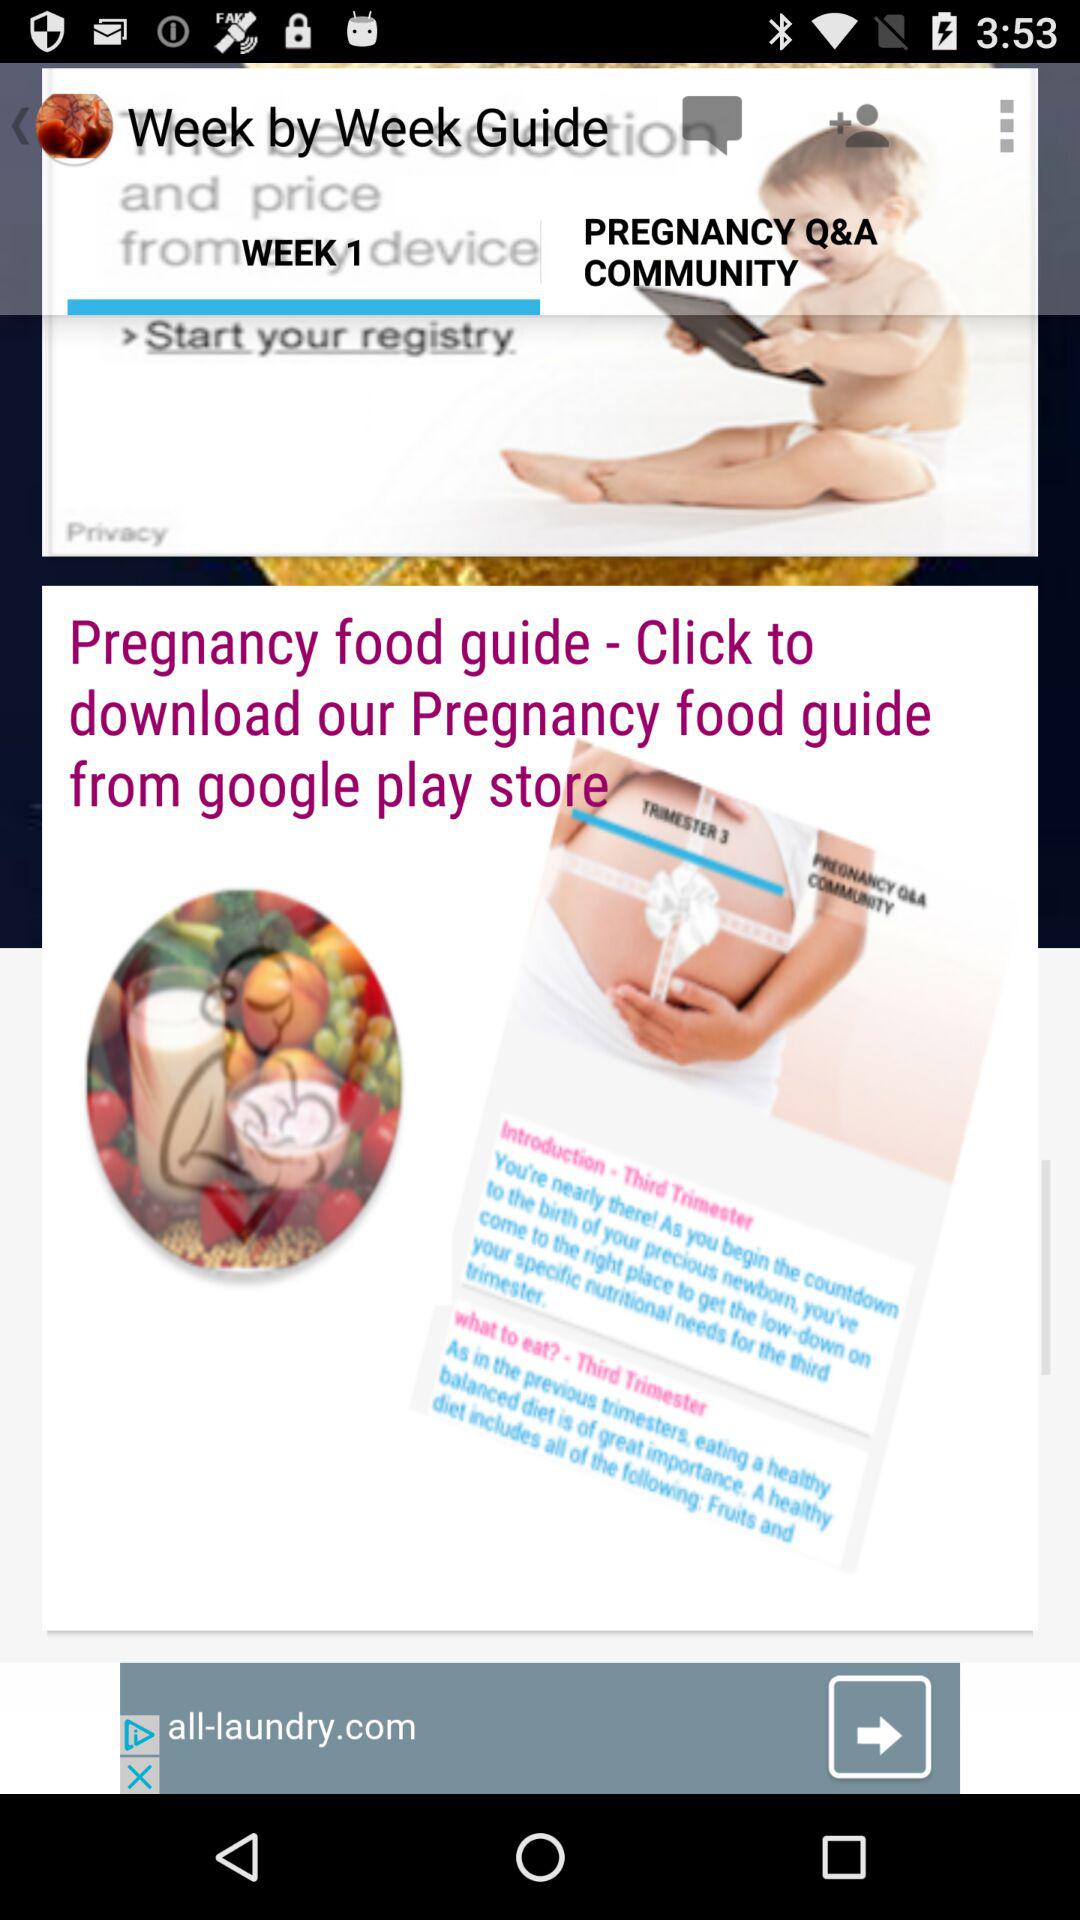 FAKE
3:53
Week by Week Guide
The best selection
and price
from any device
WEEK 1
PREGNANCY Q&A
COMMUNITY
> Start your registry
Privacy
Pregnancy food guide - Click to
download our Pregnancy food guide
from google play store
TRIMESTER 3
PREGNANCY Q&A
COMMUNITY
Introduction - Third Trimester
You're nearly there! As you begin the countdown
to the birth of your precious newborn, you've
come to the right place to get the low-down on
your specific nutritional needs for the third
trimester.
what to eat? - Third Trimester
As in the previous trimesters, eating a healthy
balanced diet is of great importance. A healthy
diet includes all of the following: Fruits and
all-laundry.com